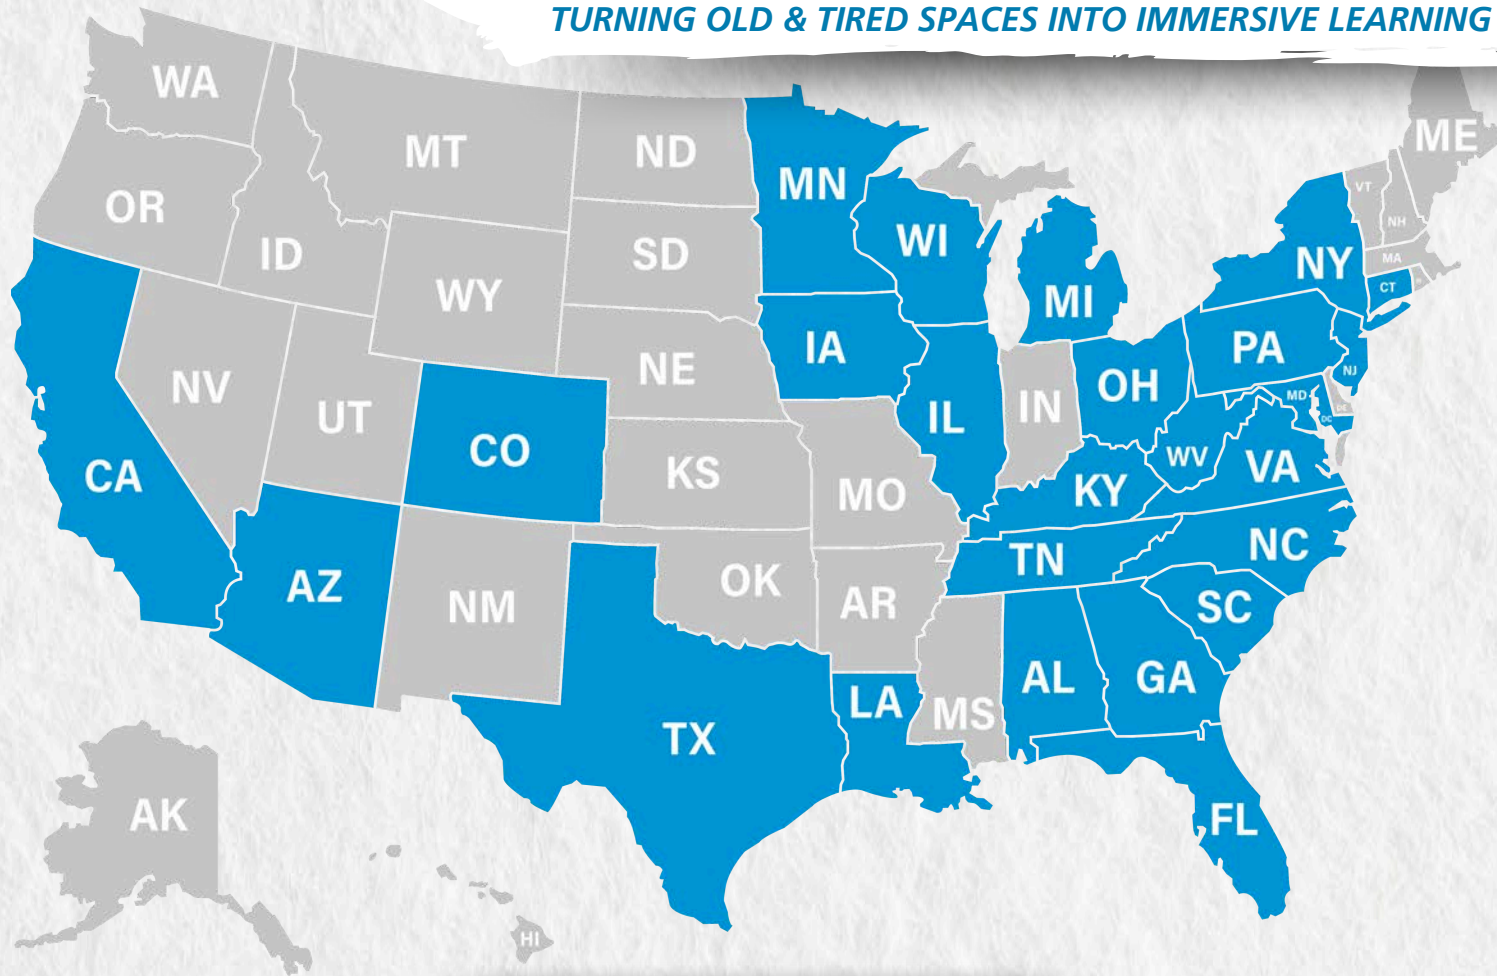 TURNING OLD & TIRED SPACES INTO IMMERSIVE LEARNING
WA
MT
ND
MN
ME
OR
ID
SD
WI
VT
NH
WY
MI
NY
MA
CT
NV
UT
NE
IA
PA
NJ
CO
IL
IN
OH
MD
DE
DC
CA
KS
MO
KY
WV
VA
AZ
NM
OK
AR
TN
NC
SC
TX
LA
MS
AL
GA
AK
FL
HI